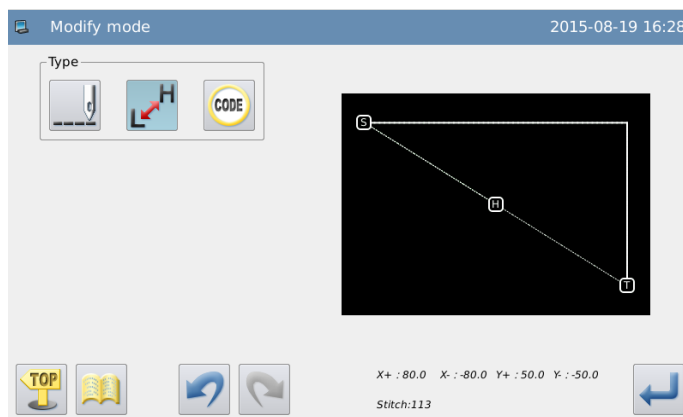 Modify mode 2015-08-19 16:28
Type
L H
CODE
S
H
T
X+ : 80.0 X- : -80.0 Y+ : 50.0 Y- : -50.0
Stitch:113
TOP